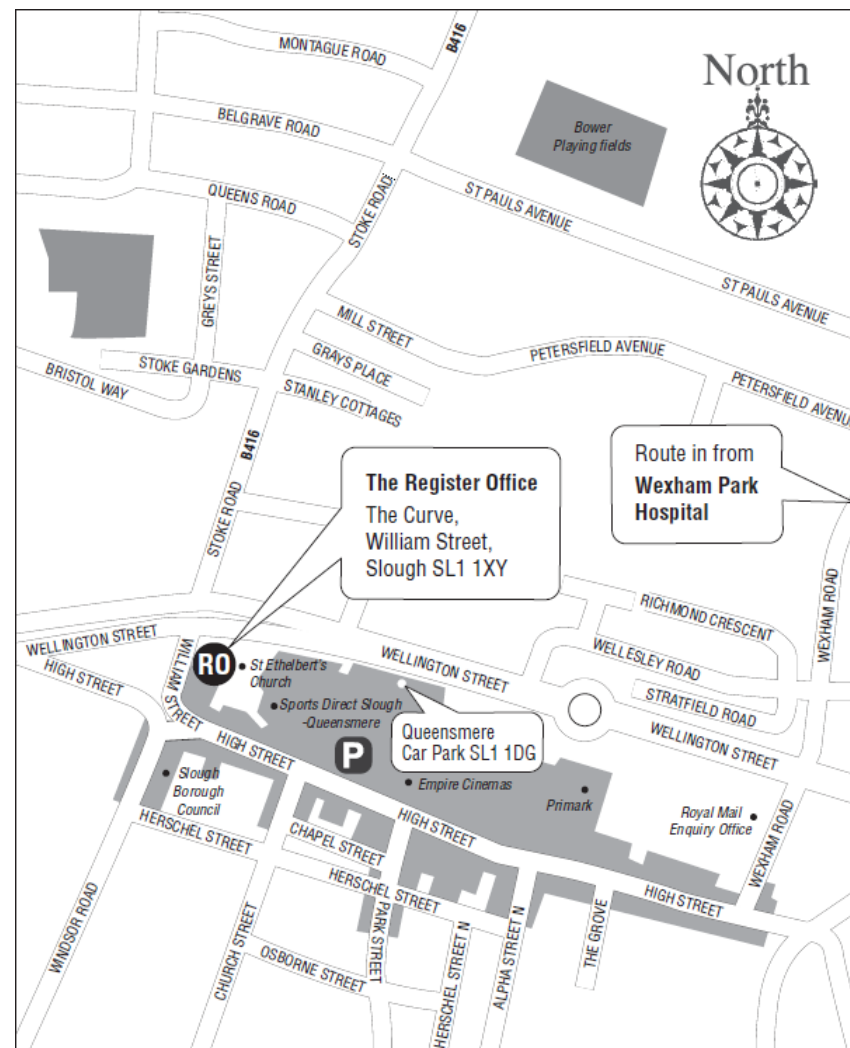 MONTAGUE ROAD
B416
North
BELGRAVE ROAD
Bower
Playing fields
QUEENS ROAD
STOKE ROAD
ST PAULS AVENUE
GREYS STREET
ST PAULS AVENUE
MILL STREET
PETERSFIELD AVENUE
STOKE GARDENS
GRAYS PLACE
BRISTOL WAY
STANLEY COTTAGES
PETERSFIELD AVENU
B416
STOKE ROAD
The Register Office
The Curve,
William Street,
Slough SL1 1XY
Route in from
Wexham Park
Hospital
RICHMOND CRESCENT
WEXHAM ROAD
WELLINGTON STREET
WILLIAM STREET
RO
St Ethelbert's
Church
WELLINGTON STREET
WELLESLEY ROAD
HIGH STREET
STRATFIELD ROAD
Sports Direct Slough
-Queensmere
WELLINGTON STREET
HIGH STREET
P
Queensmere
Car Park SL1 1DG
Slough
Borough
Council
Empire Cinemas
Primark
Royal Mail
Enquiry Office
WEXHAM ROAD
HERSCHEL STREET
CHAPEL STREET
HIGH STREET
HERSCHEL STREET
HIGH STREET
WINDSOR ROAD
CHURCH STREET
OSBORNE STREET
PARK STREET
HERSCHEL STREET N
ALPHA STREET N
THE GROVE